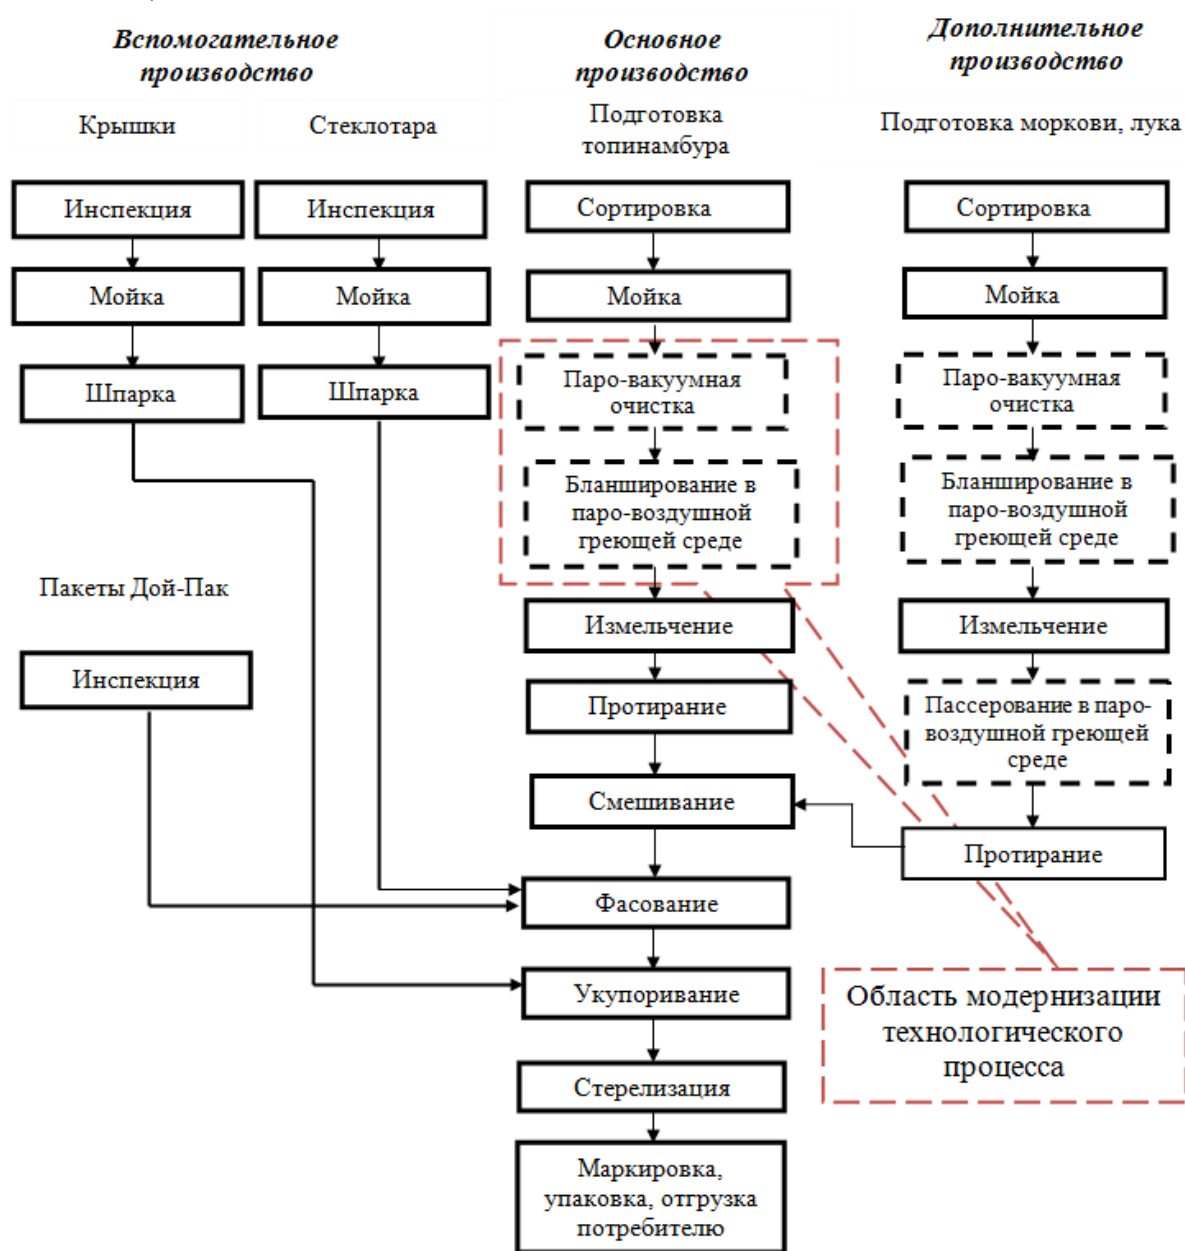 Вспомогательное
производство
Крышки
Инспекция
Мойка
Шпарка
Стеклотара
Инспекция
Мойка
Шпарка
Пакеты Дой-Пак
Инспекция
Основное
производство
Подготовка
топинамбура
Сортировка
Мойка
Паро-вакуумная
очистка
Бланширование в
паро-воздушной
греющей среде
Измельчение
Протирание
Смешивание
Фасование
Укупоривание
Стерелизация
Маркировка,
упаковка, отгрузка
потребителю
Дополнительное
производство
Подготовка моркови, лука
Сортировка
Мойка
Паро-вакуумная
очистка
Бланширование в
паро-воздушной
греющей среде
Измельчение
Пассерование в паро-
воздушной греющей
среде
Протирание
Область модернизации
технологического
процесса